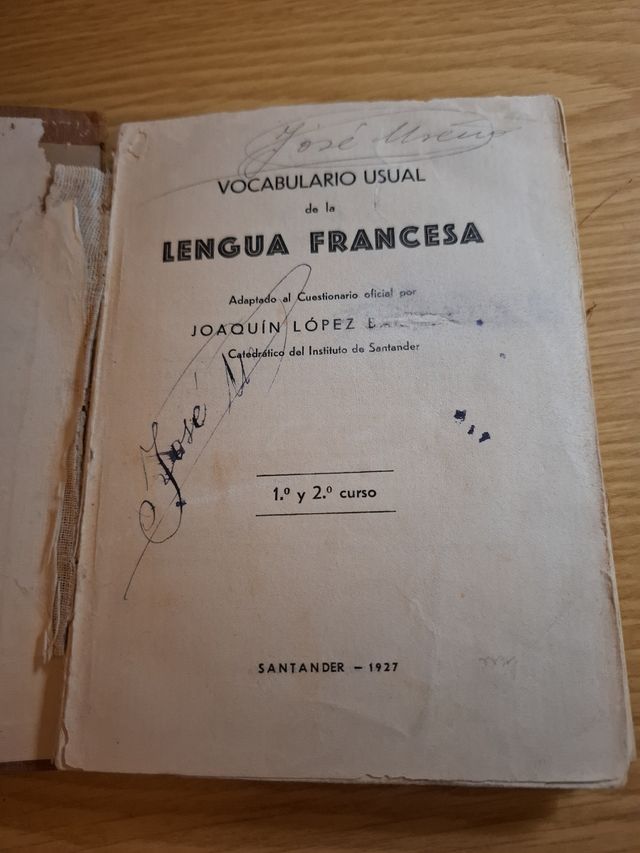 José
VOCABULARIO USUAL
de la
LENGUA FRANCESA
Adaptado al Cuestionario oficial por
JOAQUÍN LÓPEZ
Catedrático del Instituto de Santander
José
1.º y 2.º curso
SANTANDER – 1927